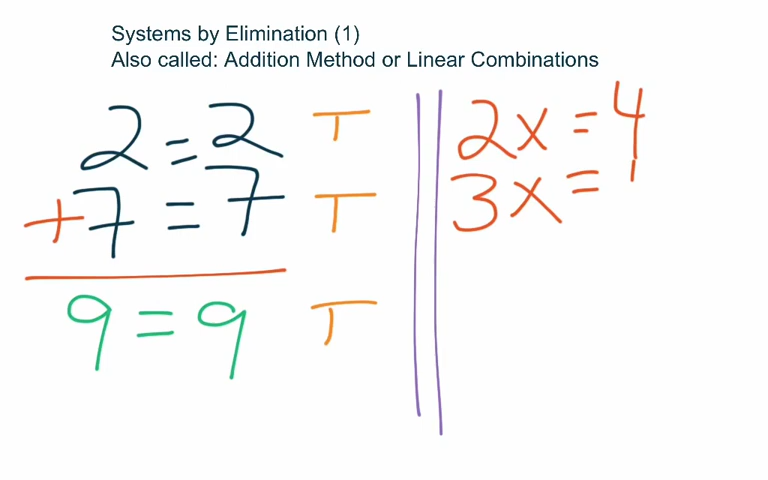 Systems by Elimination (1)
Also called: Addition Method or Linear Combinations
2 = 2 T
+7 = 7 T
9 = 9 T
2x = 4
3x =